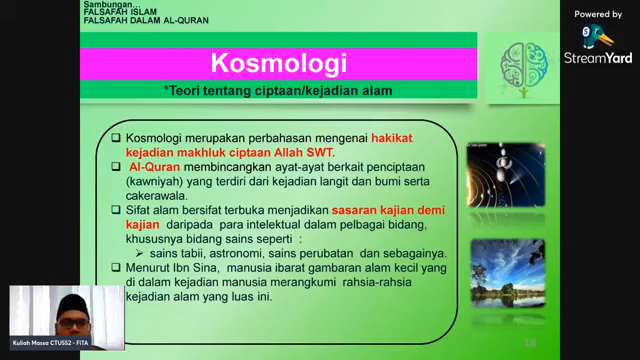 Sambungan...
FALSAFAH ISLAM
FALSAFAH DALAM AL-QURAN
Kosmologi
*Teori tentang ciptaan/kejadian alam
Kosmologi merupakan perbahasan mengenai hakikat
kejadian makhluk ciptaan Allah SWT.
Al-Quran membincangkan ayat-ayat berkait penciptaan
(kawniyah) yang terdiri dari kejadian langit dan bumi serta
cakerawala.
Sifat alam bersifat terbuka menjadikan sasaran kajian demi
kajian daripada para intelektual dalam pelbagai bidang,
khususnya bidang sains seperti :
sains tabii, astronomi, sains perubatan dan sebagainya.
Menurut Ibn Sina, manusia ibarat gambaran alam kecil yang
di dalam kejadian manusia merangkumi rahsia-rahsia
kejadian alam yang luas ini.
18
Kuliah Massa CTU552 - FiTA
Powered by
StreamYard